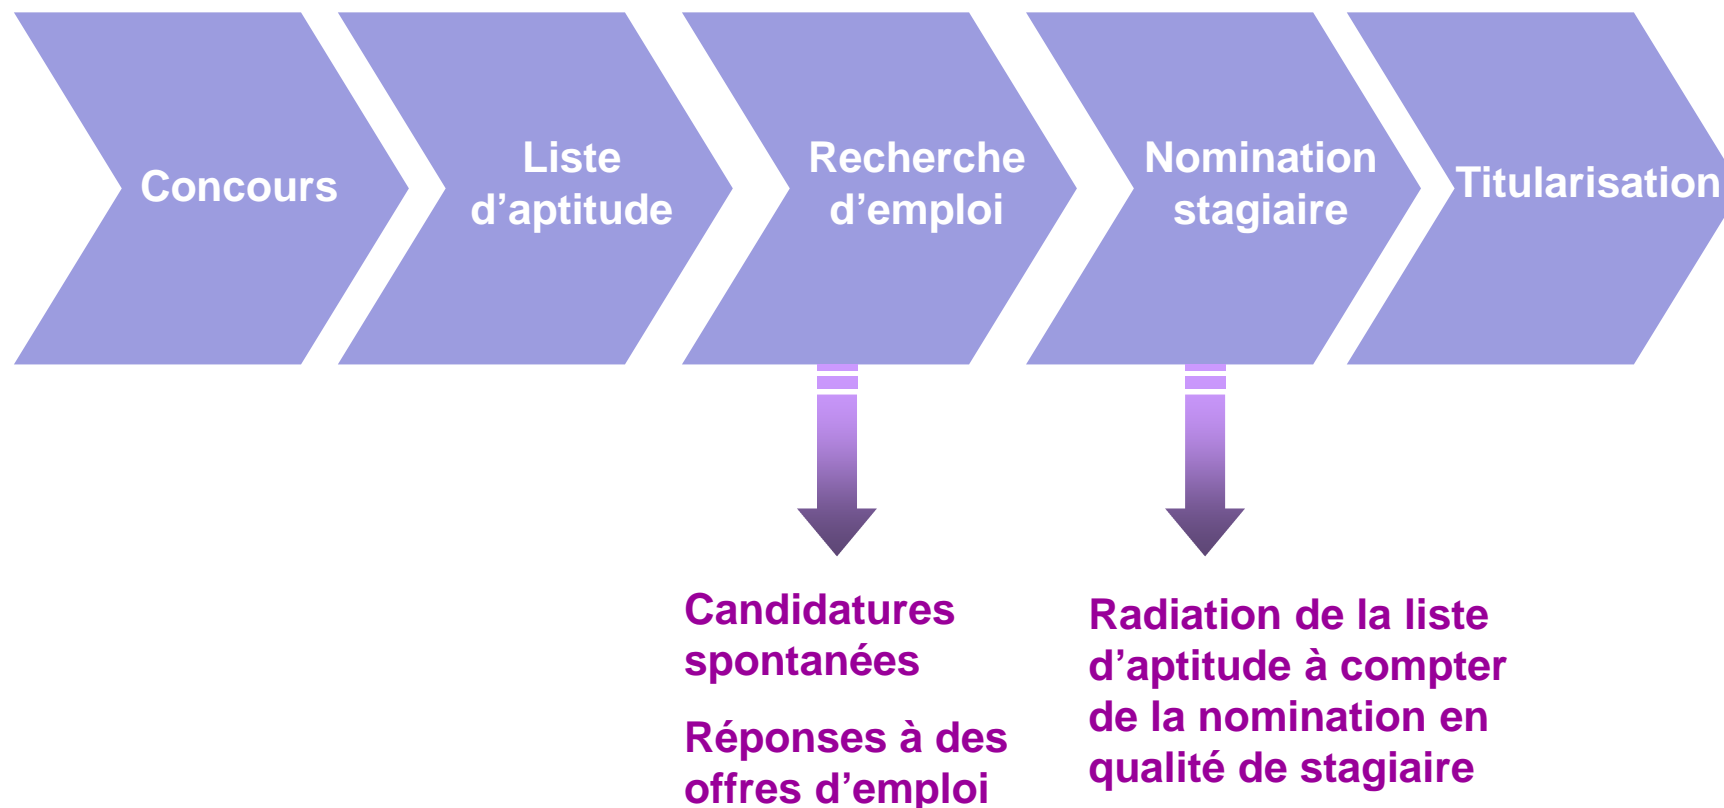 Concours
Liste
d’aptitude
Recherche
d’emploi
Nomination
stagiaire
Titularisation
Candidatures
spontanées
Réponses à des
offres d’emploi
Radiation de la liste
d’aptitude à compter
de la nomination en
qualité de stagiaire